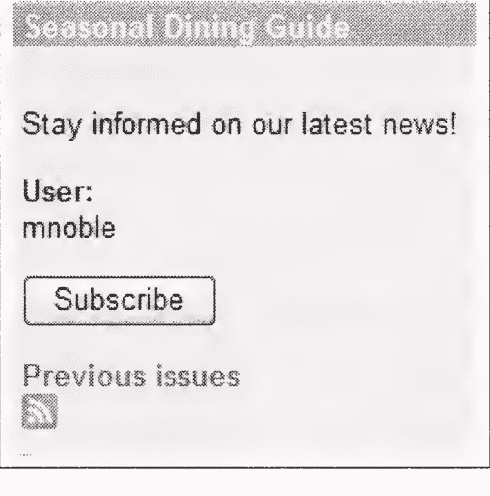 Seasonal Dining Guide
Stay informed on our latest news!
User:
mnoble
Subscribe
Previous issues